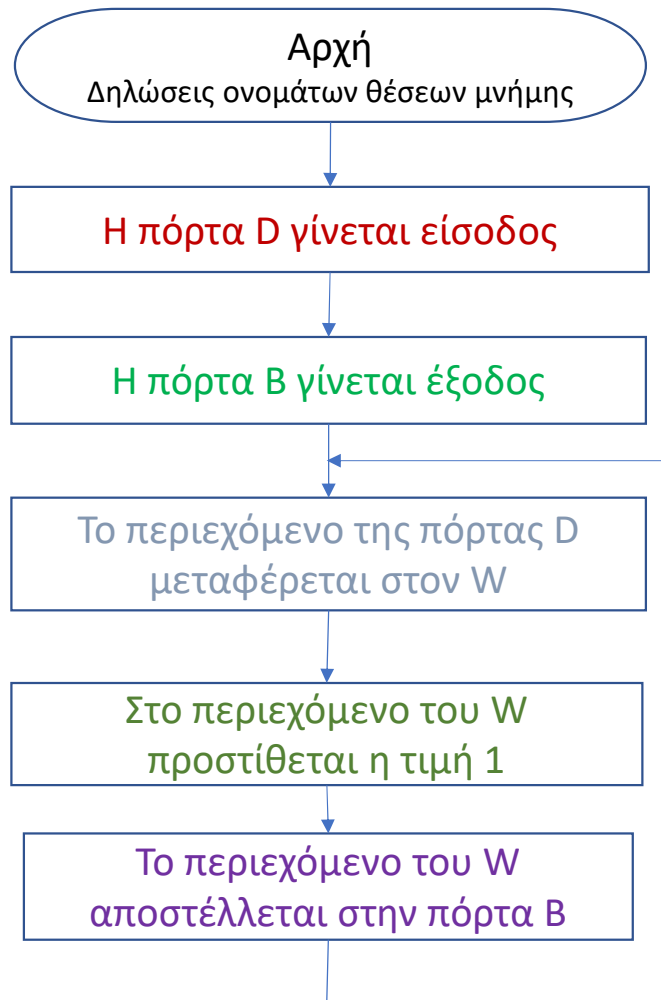 Αρχή
Δηλώσεις ονομάτων θέσεων μνήμης
Η πόρτα D γίνεται είσοδος
Η πόρτα Β γίνεται έξοδος
Το περιεχόμενο της πόρτας D
μεταφέρεται στον W
Στο περιεχόμενο του W
προστίθεται η τιμή 1
Το περιεχόμενο του W
αποστέλλεται στην πόρτα Β